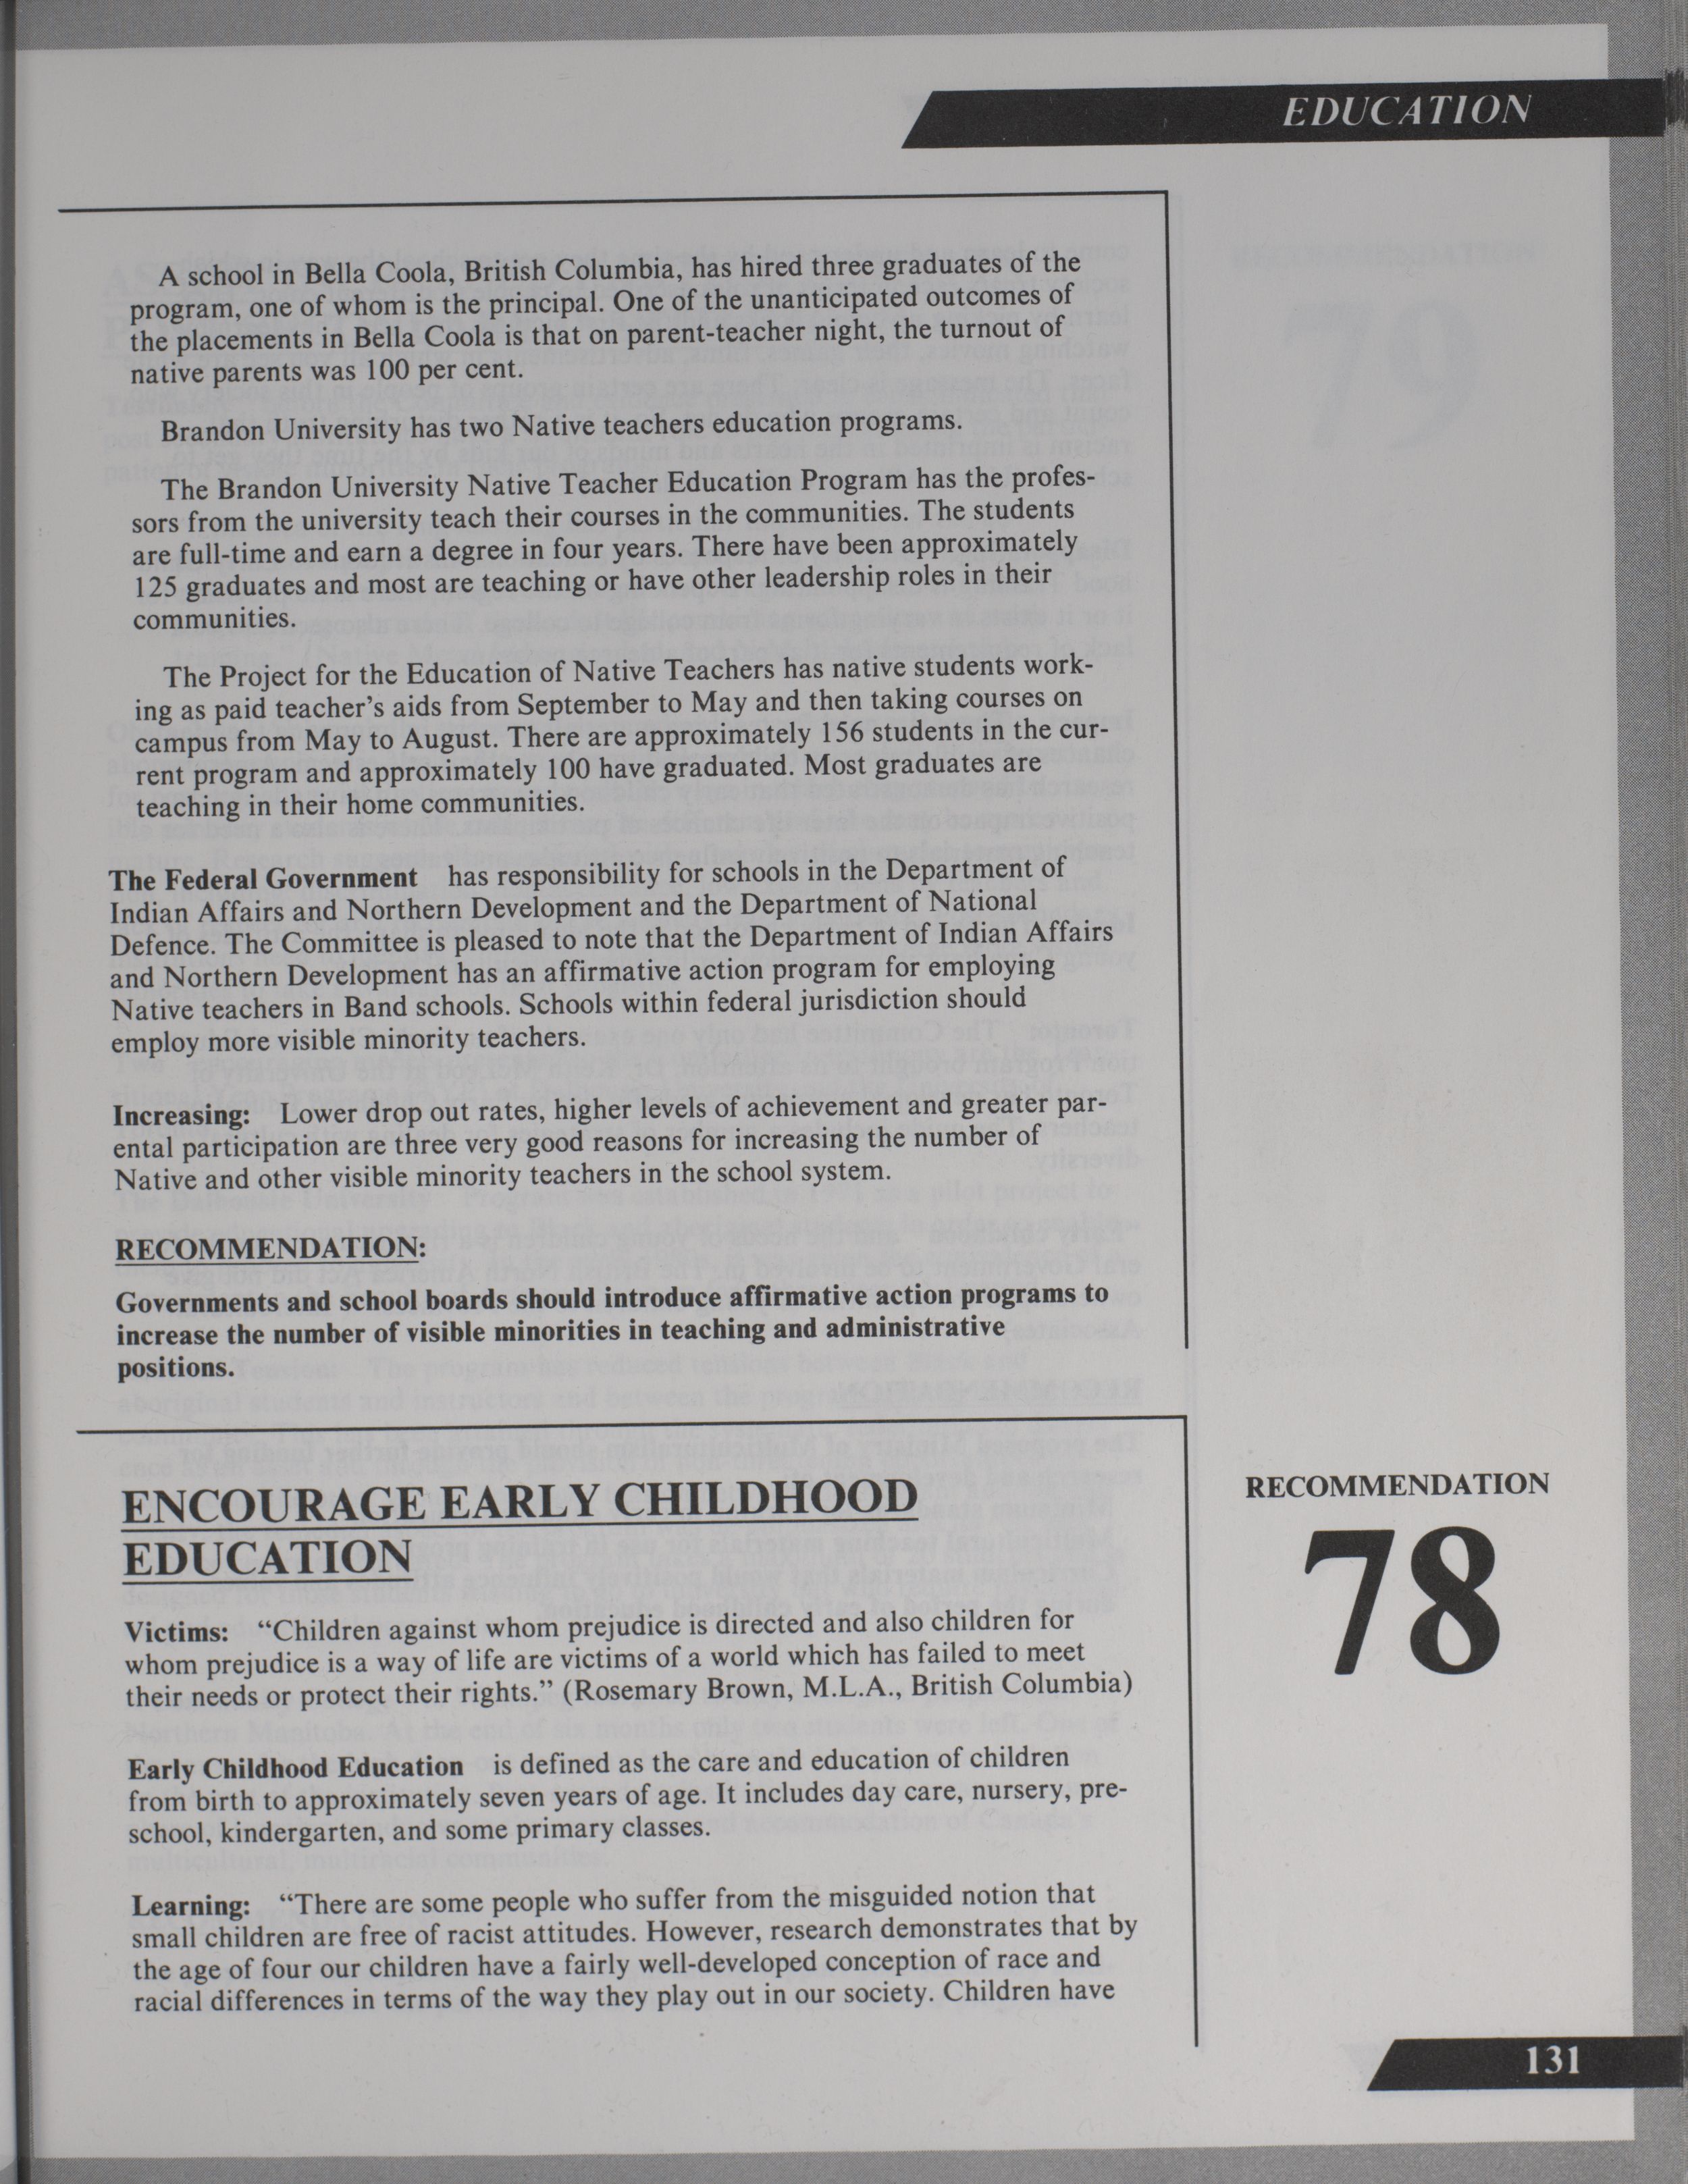 EDUCATION
A school in Bella Coola, British Columbia, has hired three graduates of the
program, one of whom is the principal. One of the unanticipated outcomes of
the placements in Bella Coola is that on parent-teacher night, the turnout of
native parents was 100 per cent.
Brandon University has two Native teachers education programs.
The Brandon University Native Teacher Education Program has the profes-
sors from the university teach their courses in the communities. The students
are full-time and earn a degree in four years. There have been approximately
125 graduates and most are teaching or have other leadership roles in their
communities.
The Project for the Education of Native Teachers has native students work-
ing as paid teacher's aids from September to May and then taking courses on
campus from May to August. There are approximately 156 students in the cur-
rent program and approximately 100 have graduated. Most graduates are
teaching in their home communities.
The Federal Government has responsibility for schools in the Department of
Indian Affairs and Northern Development and the Department of National
Defence. The Committee is pleased to note that the Department of Indian Affairs
and Northern Development has an affirmative action program for employing
Native teachers in Band schools. Schools within federal jurisdiction should
employ more visible minority teachers.
Increasing: Lower drop out rates, higher levels of achievement and greater par-
ental participation are three very good reasons for increasing the number of
Native and other visible minority teachers in the school system.
RECOMMENDATION:
Governments and school boards should introduce affirmative action programs to
increase the number of visible minorities in teaching and administrative
positions.
ENCOURAGE EARLY CHILDHOOD
EDUCATION
RECOMMENDATION
78
Victims: “Children against whom prejudice is directed and also children for
whom prejudice is a way of life are victims of a world which has failed to meet
their needs or protect their rights.” (Rosemary Brown, M.L.A., British Columbia)
Early Childhood Education is defined as the care and education of children
from birth to approximately seven years of age. It includes day care, nursery, pre-
school, kindergarten, and some primary classes.
Learning: “There are some people who suffer from the misguided notion that
small children are free of racist attitudes. However, research demonstrates that by
the age of four our children have a fairly well-developed conception of race and
racial differences in terms of the way they play out in our society. Children have
131